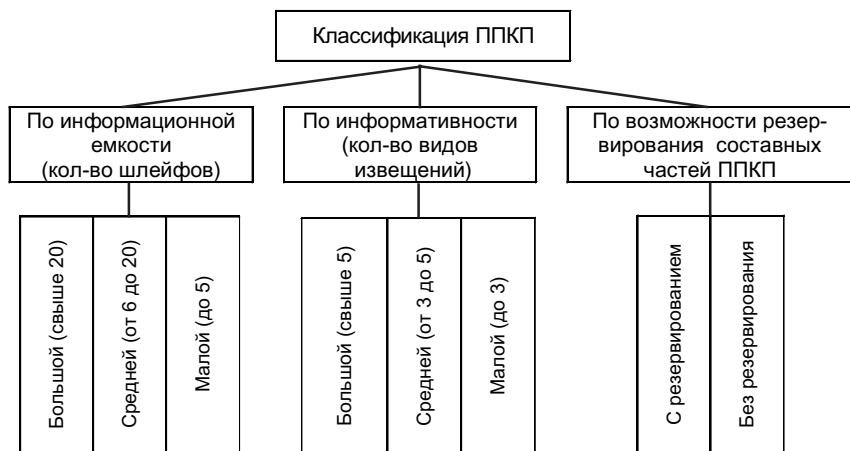 Классификация ППКП
По информационной
емкости
(кол-во шлейфов)
По информативности
(кол-во видов
извещений)
По возможности резер-
вирования составных
частей ППКП
Большой (свыше 20)
Средней (от 6 до 20)
Малой (до 5)
Большой (свыше 5)
Средней (от 3 до 5)
Малой (до 3)
С резервированием
Без резервирования